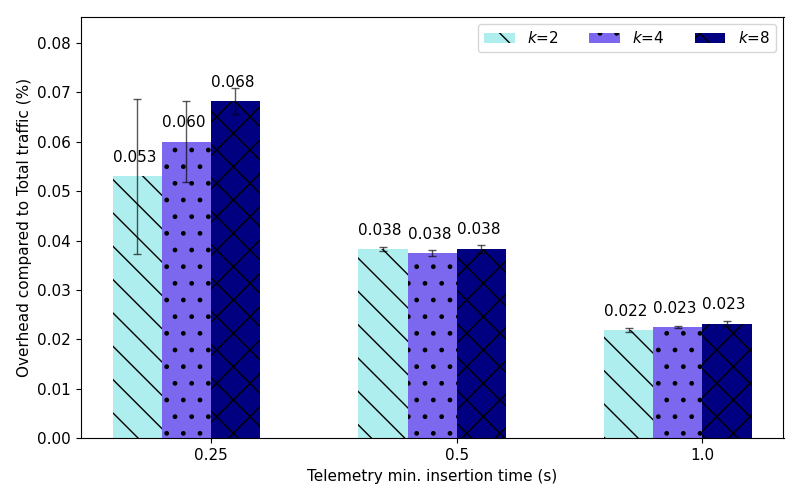 k=2 k=4 k=8
Overhead compared to Total traffic (%)
0.08
0.07
0.06
0.05
0.04
0.03
0.02
0.01
0.00
0.053 0.060 0.068
0.038 0.038 0.038
0.022 0.023 0.023
0.25 0.5 1.0
Telemetry min. insertion time (s)